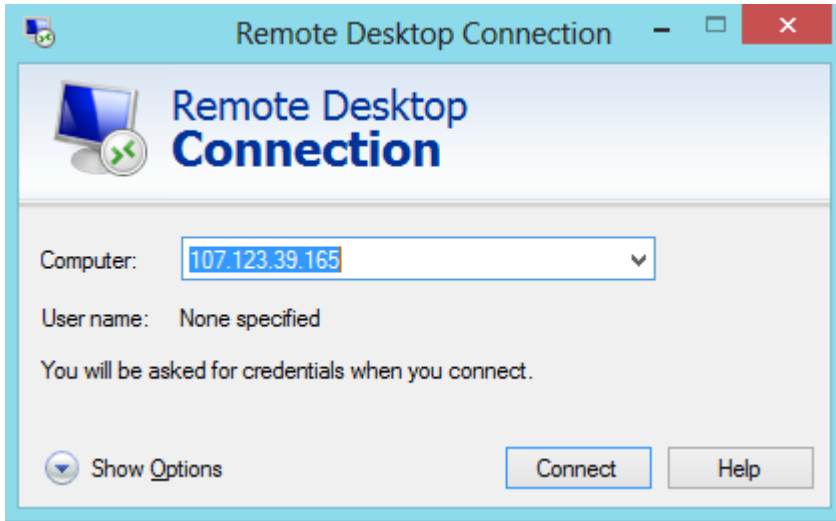 Remote Desktop Connection
Remote Desktop
Connection
Computer: 107.123.39.165
User name: None specified
You will be asked for credentials when you connect.
Show Options Connect Help